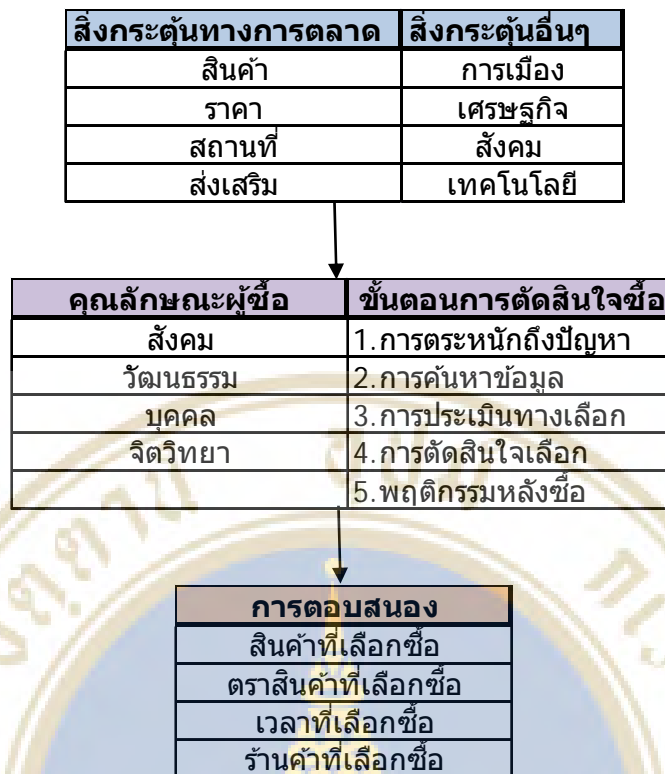 สิ่งกระตุ้นทางการตลาด สิ่งกระตุ้นอื่นๆ
สินค้า การเมือง
ราคา เศรษฐกิจ
สถานที่ สังคม
ส่งเสริม เทคโนโลยี
คุณลักษณะผู้ซื้อ ขั้นตอนการตัดสินใจซื้อ
สังคม 1.การตระหนักถึงปัญหา
วัฒนธรรม 2.การค้นหาข้อมูล
บุคคล 3.การประเมินทางเลือก
จิตวิทยา 4.การตัดสินใจเลือก
5.พฤติกรรมหลังซื้อ
การตอบสนอง
สินค้าที่เลือกซื้อ
ตราสินค้าที่เลือกซื้อ
เวลาที่เลือกซื้อ
ร้านค้าที่เลือกซื้อ